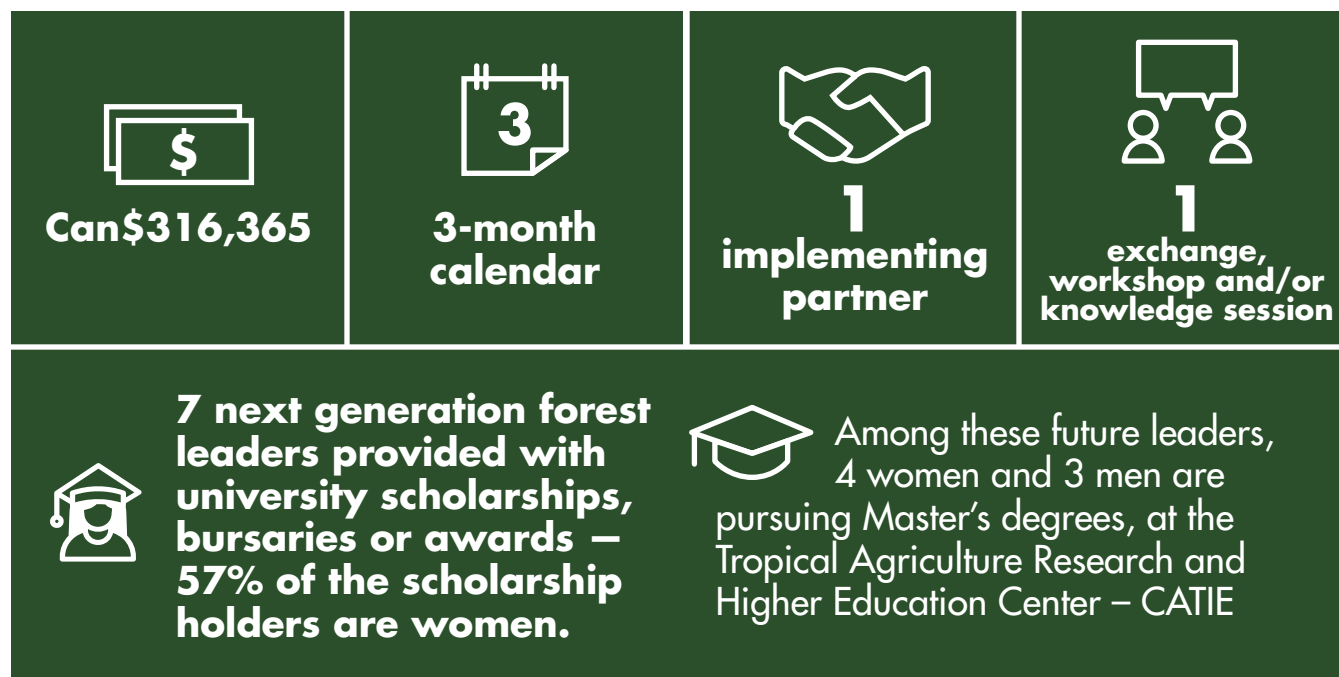 $
Can$316,365
3
3-month
calendar
1
implementing
partner
1
exchange,
workshop and/or
knowledge session
7 next generation forest
leaders provided with
university scholarships,
bursaries or awards —
57% of the scholarship
holders are women.
Among these future leaders,
4 women and 3 men are
pursuing Master’s degrees, at the
Tropical Agriculture Research and
Higher Education Center – CATIE